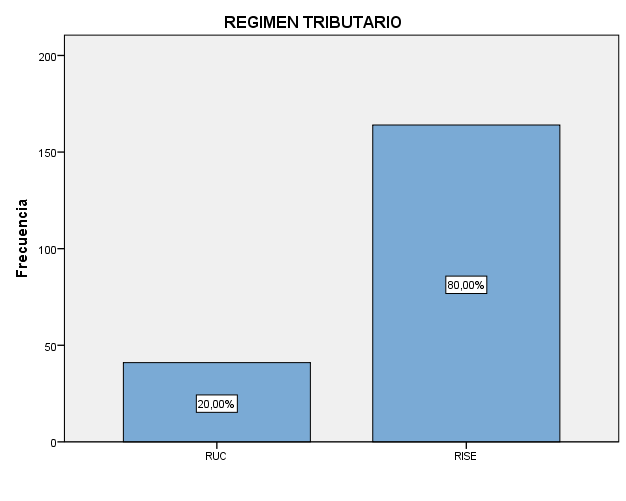 REGIMEN TRIBUTARIO
Frecuencia
200
150
100
50
0
20,00%
80,00%
RUC
RISE